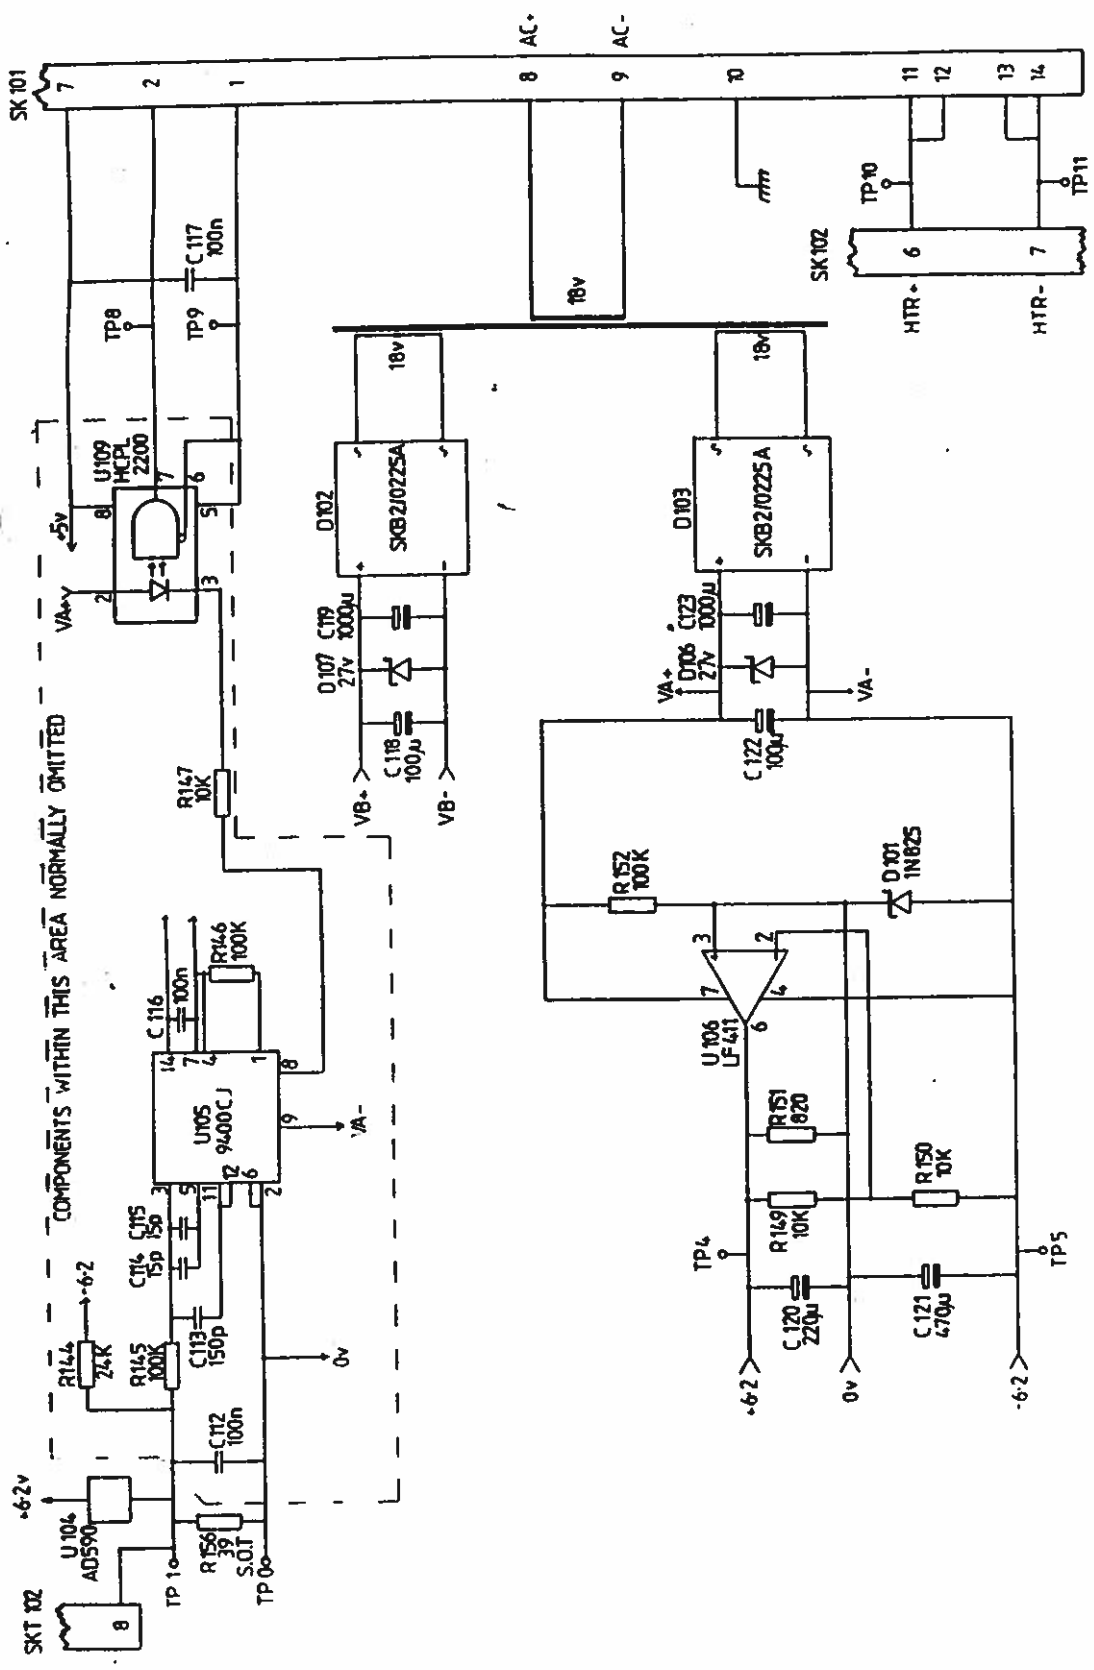 SK101
7
2
1
AC+
8
AC-
9
10
11
12
13
14
TP10
TP11
SK102
6
7
HTR+
HTR-
C117
100n
TP8
TP9
18v
18v
18v
COMPONENTS WITHIN THIS AREA NORMALLY OMITTED
+5v
VA+
U109
HCPL
2200
8
7
6
5
2
3
R147
10K
D102
SKB2/0225A
+
-
C119
1000µ
D107
27v
C118
100µ
VB+
VB-
D103
SKB2/0225A
+
-
C123
1000µ
D106
27v
VA+
VA-
C122
100µ
C116
100n
R146
100K
U105
9400CJ
14
7
4
1
8
9
VA-
3
5
11
12
6
2
C115
15p
C114
15p
C113
150p
-6·2
R144
24K
R145
100K
0v
C112
100n
+6·2v
U104
AD590
SKT 102
8
TP1
R156
39
S.O.T
TP0
R152
100K
D101
1N825
3
2
7
4
6
U106
LF411
R151
820
R149
10K
R150
10K
TP4
TP5
C120
220µ
C121
470µ
+6·2
0v
-6·2